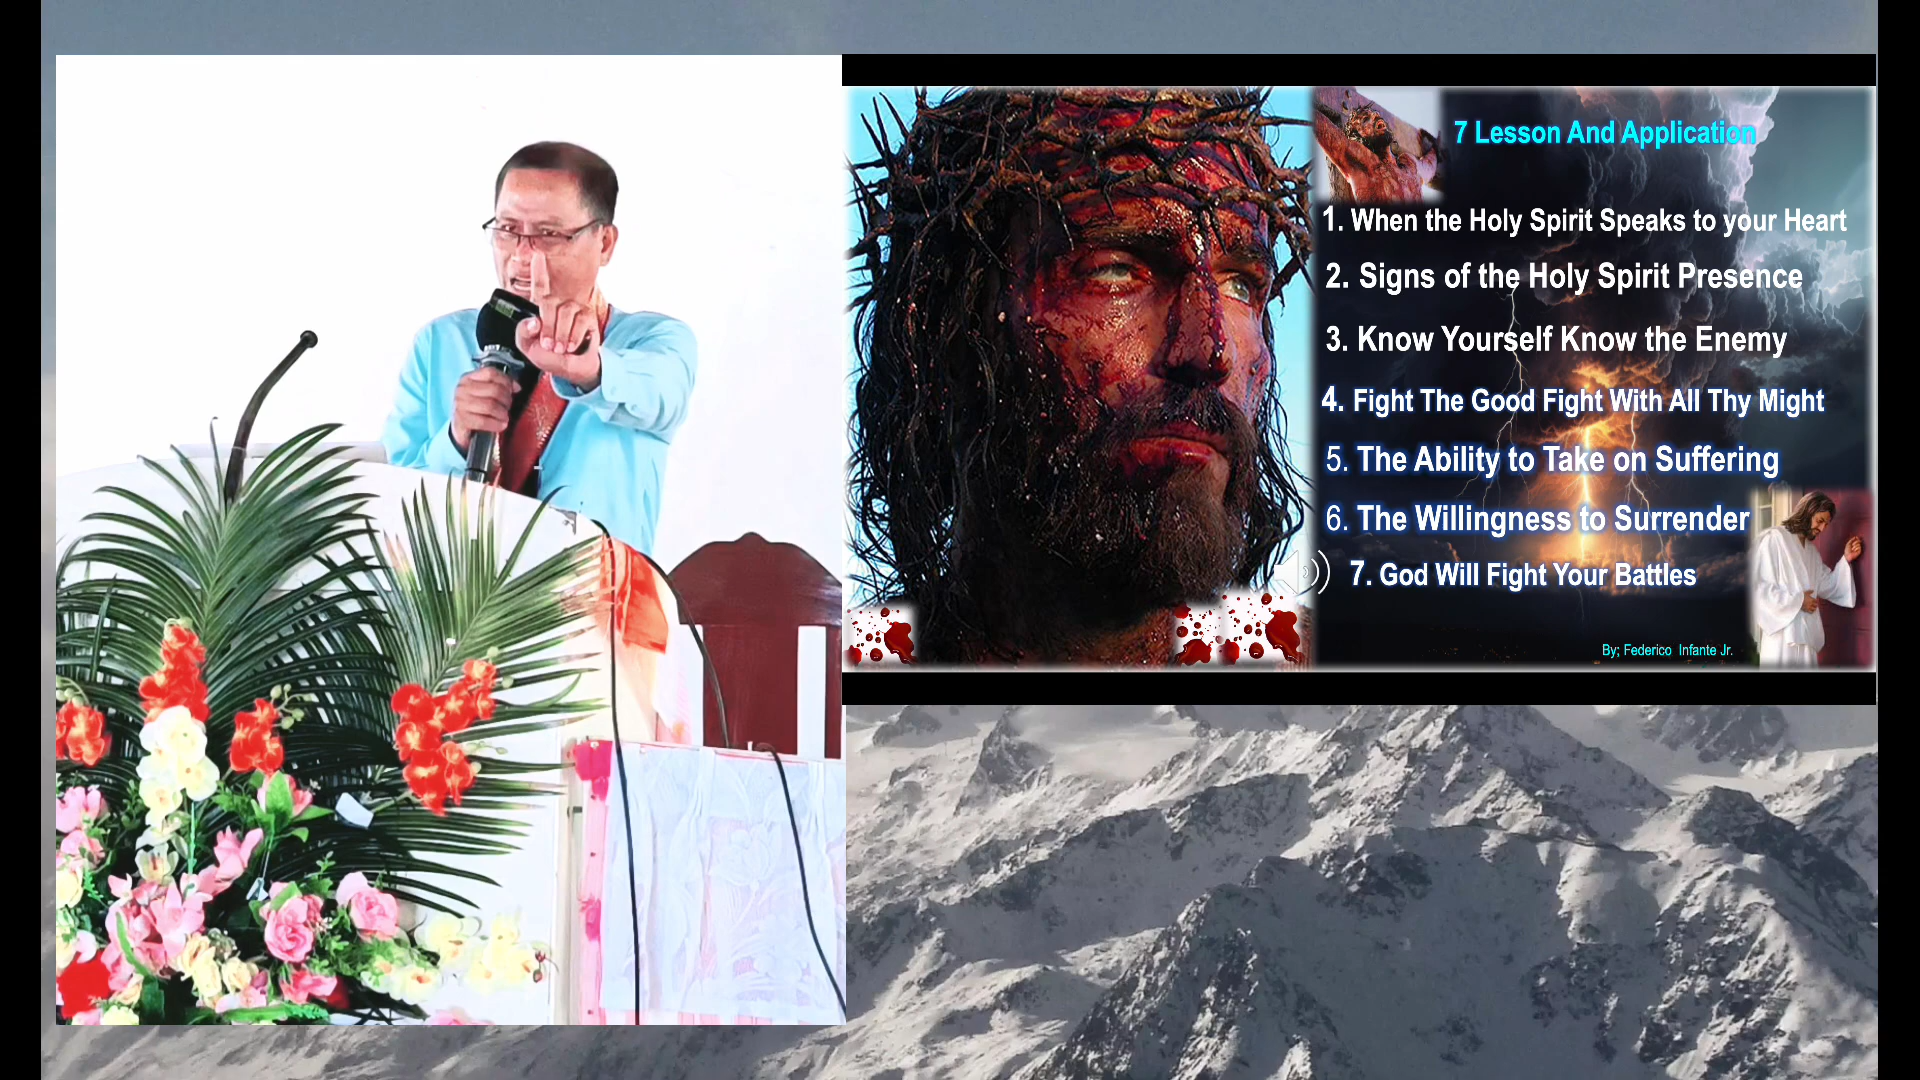 7 Lesson And Application
1. When the Holy Spirit Speaks to your Heart
2. Signs of the Holy Spirit Presence
3. Know Yourself Know the Enemy
4. Fight The Good Fight With All Thy Might
5. The Ability to Take on Suffering
6. The Willingness to Surrender
7. God Will Fight Your Battles
By; Federico Infante Jr.